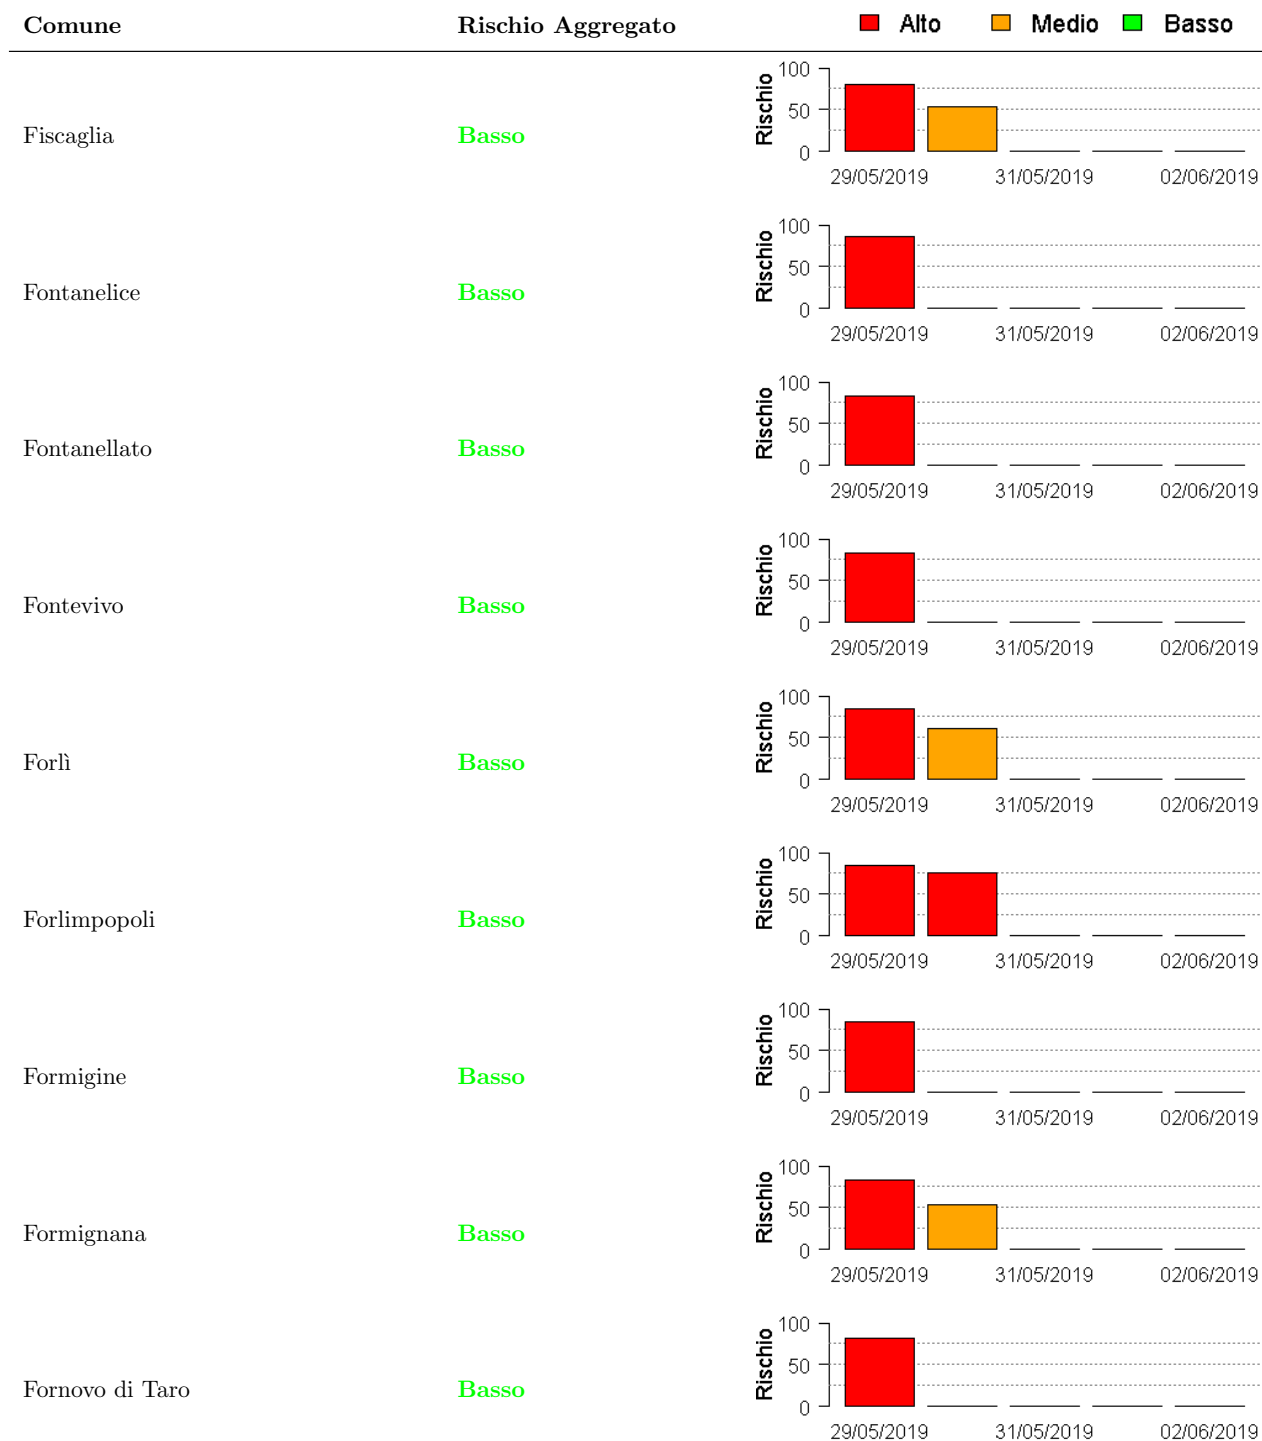 Comune Rischio Aggregato Alto Medio Basso
100
Rischio
50
Fiscaglia Basso
0
29/05/2019 31/05/2019 02/06/2019
100
Rischio
50
Fontanelice Basso
0
29/05/2019 31/05/2019 02/06/2019
100
Rischio
50
Fontanellato Basso
0
29/05/2019 31/05/2019 02/06/2019
100
Rischio
50
Fontevivo Basso
0
29/05/2019 31/05/2019 02/06/2019
100
Rischio
50
Forlì Basso
0
29/05/2019 31/05/2019 02/06/2019
100
Rischio
50
Forlimpopoli Basso
0
29/05/2019 31/05/2019 02/06/2019
100
Rischio
50
Formigine Basso
0
29/05/2019 31/05/2019 02/06/2019
100
Rischio
50
Formignana Basso
0
29/05/2019 31/05/2019 02/06/2019
100
Rischio
50
Fornovo di Taro Basso
0
29/05/2019 31/05/2019 02/06/2019